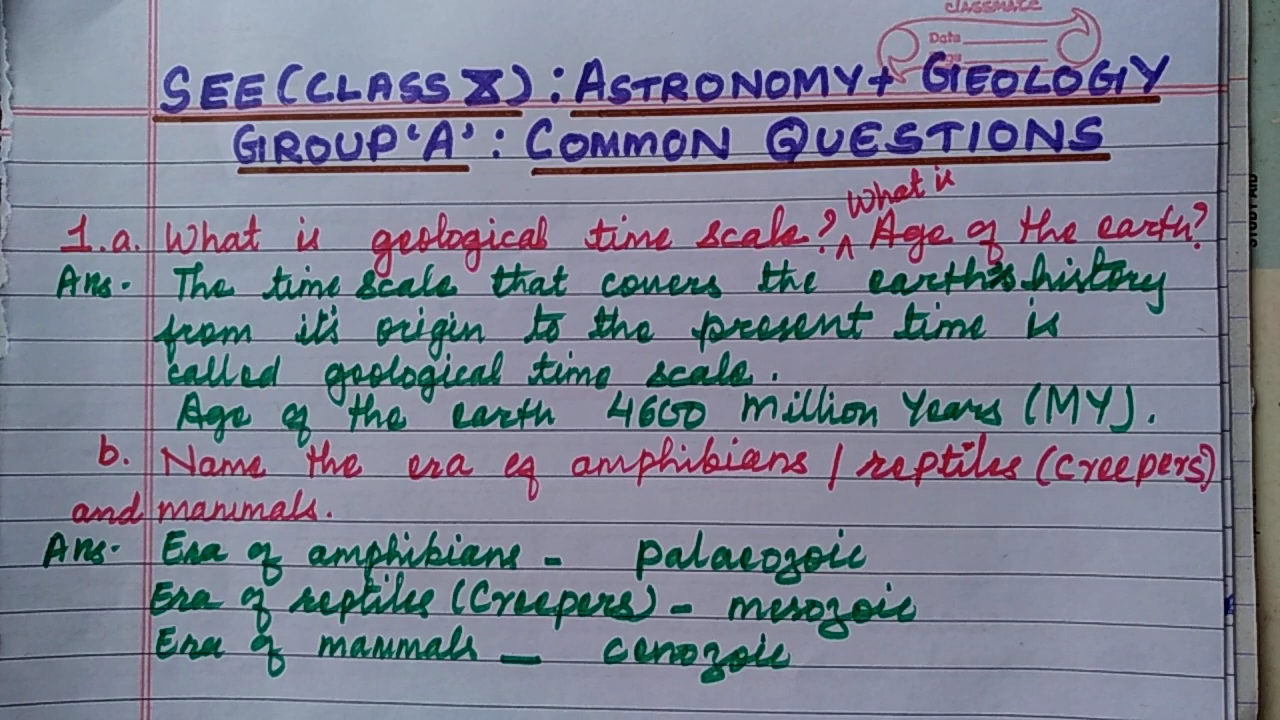 classmate
Date
SEE (CLASS X) : ASTRONOMY + GEOLOGY
GROUP 'A' : COMMON QUESTIONS
What is
1.a. What is geological time scale? ^ Age of the earth?
Ans. The time scale that covers the earth's history
from it's origin to the present time is
called geological time scale.
Age of the earth 4600 Million Years (MY).
b. Name the era of amphibians / reptiles (Creepers)
and mammals.
Ans. Era of amphibians - palaeozoic
Era of reptiles (Creepers) - mesozoic
Era of mammals - cenozoic